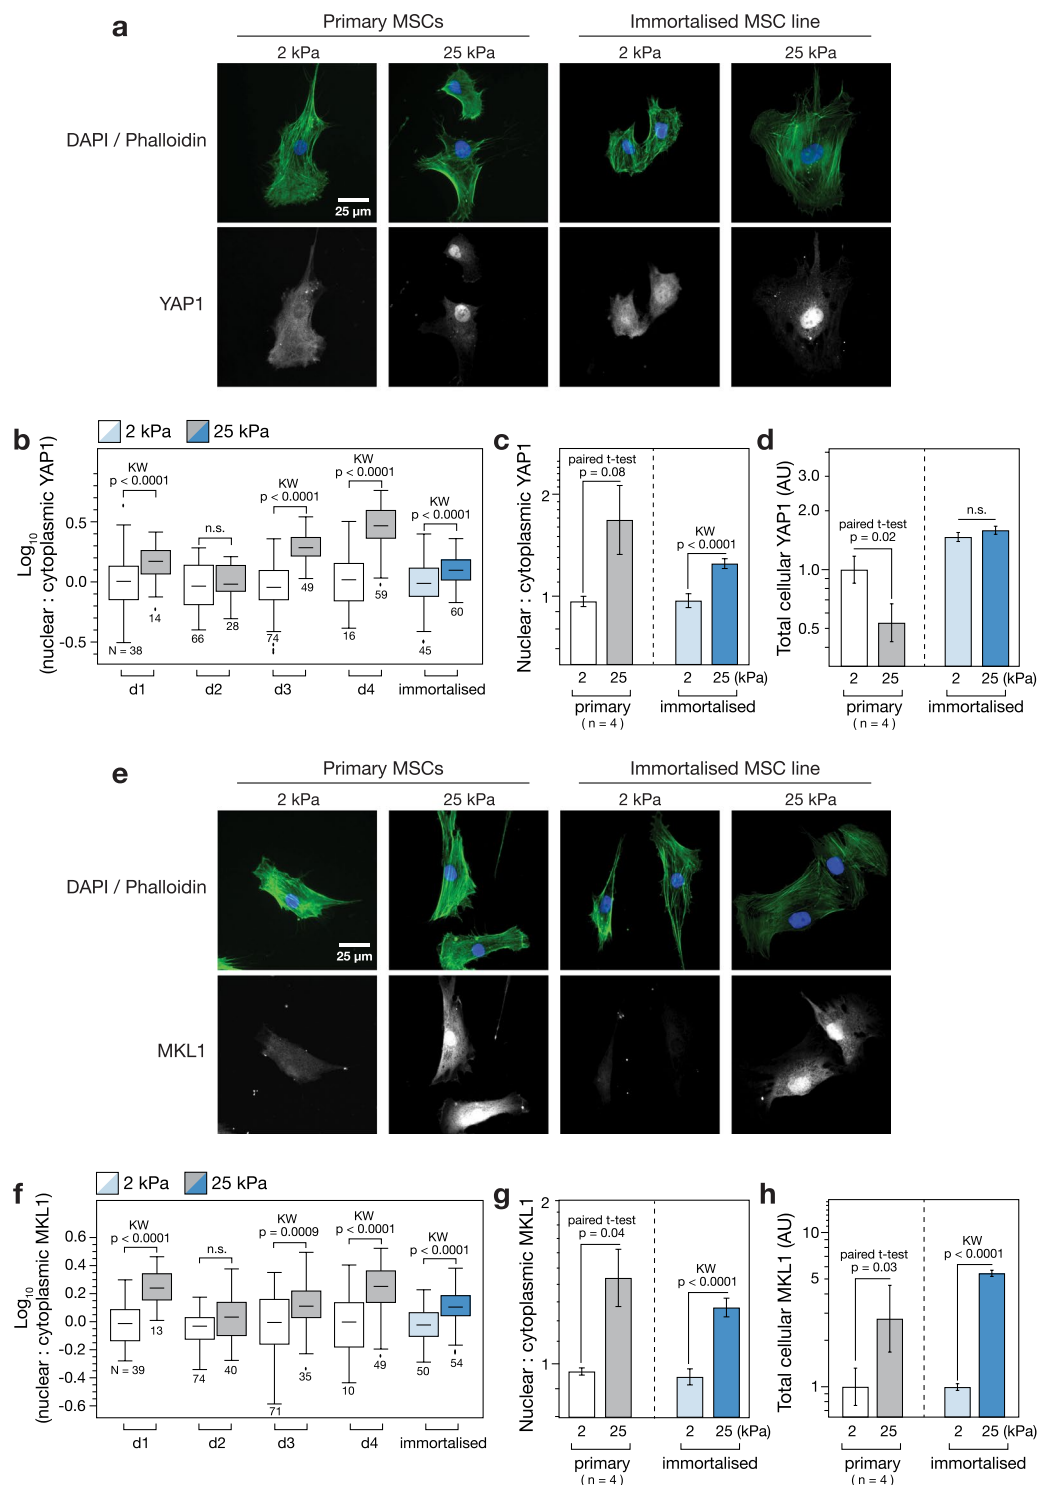 a
Primary MSCs
Immortalised MSC line
2 kPa
25 kPa
2 kPa
25 kPa
DAPI / Phalloidin
25 µm
YAP1
b
2 kPa
25 kPa
Log10
(nuclear : cytoplasmic YAP1)
0.5
0.0
-0.5
KW
p < 0.0001
n.s.
KW
p < 0.0001
KW
p < 0.0001
KW
p < 0.0001
N = 38
14
66
28
74
49
16
59
45
60
d1
d2
d3
d4
immortalised
c
Nuclear : cytoplasmic YAP1
2
1
paired t-test
p = 0.08
KW
p < 0.0001
2
25
2
25 (kPa)
primary
( n = 4 )
immortalised
d
Total cellular YAP1 (AU)
3.0
2.0
1.0
0.5
paired t-test
p = 0.02
n.s.
2
25
2
25 (kPa)
primary
( n = 4 )
immortalised
e
Primary MSCs
Immortalised MSC line
2 kPa
25 kPa
2 kPa
25 kPa
DAPI / Phalloidin
25 µm
MKL1
f
2 kPa
25 kPa
Log10
(nuclear : cytoplasmic MKL1)
0.6
0.4
0.2
0.0
-0.2
-0.4
-0.6
KW
p < 0.0001
n.s.
KW
p = 0.0009
KW
p < 0.0001
KW
p < 0.0001
N = 39
13
74
40
71
35
10
49
50
54
d1
d2
d3
d4
immortalised
g
Nuclear : cytoplasmic MKL1
2
1
paired t-test
p = 0.04
KW
p < 0.0001
2
25
2
25 (kPa)
primary
( n = 4 )
immortalised
h
Total cellular MKL1 (AU)
10
5
1
paired t-test
p = 0.03
KW
p < 0.0001
2
25
2
25 (kPa)
primary
( n = 4 )
immortalised